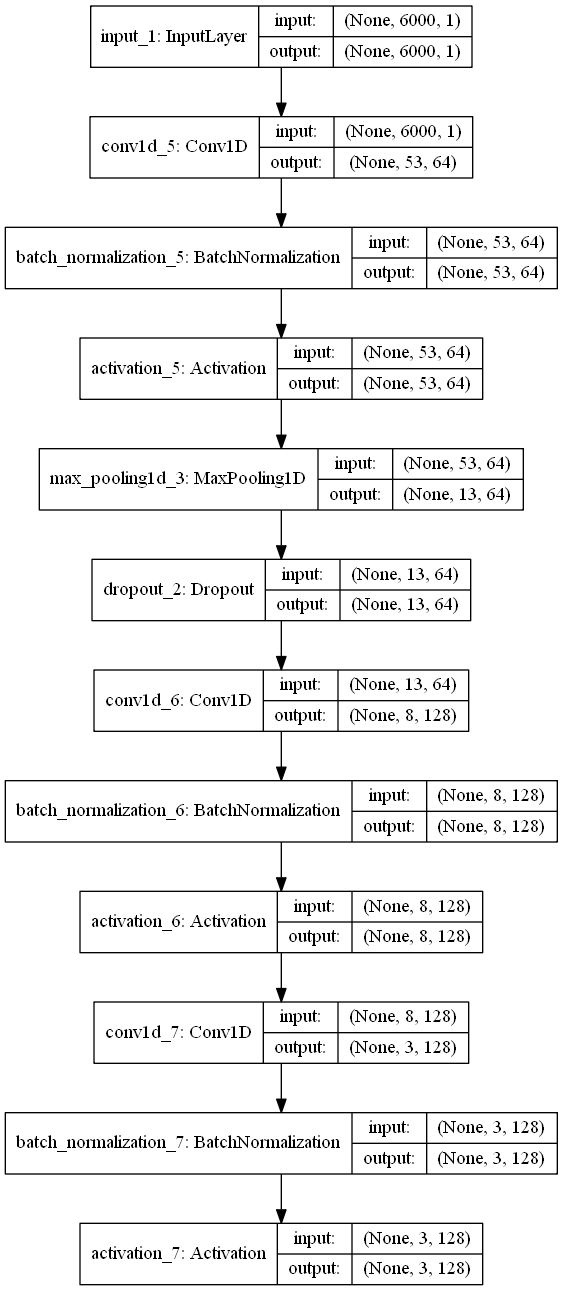 input_1: InputLayer
input: (None, 6000, 1)
output: (None, 6000, 1)
conv1d_5: Conv1D
input: (None, 6000, 1)
output: (None, 53, 64)
batch_normalization_5: BatchNormalization
input: (None, 53, 64)
output: (None, 53, 64)
activation_5: Activation
input: (None, 53, 64)
output: (None, 53, 64)
max_pooling1d_3: MaxPooling1D
input: (None, 53, 64)
output: (None, 13, 64)
dropout_2: Dropout
input: (None, 13, 64)
output: (None, 13, 64)
conv1d_6: Conv1D
input: (None, 13, 64)
output: (None, 8, 128)
batch_normalization_6: BatchNormalization
input: (None, 8, 128)
output: (None, 8, 128)
activation_6: Activation
input: (None, 8, 128)
output: (None, 8, 128)
conv1d_7: Conv1D
input: (None, 8, 128)
output: (None, 3, 128)
batch_normalization_7: BatchNormalization
input: (None, 3, 128)
output: (None, 3, 128)
activation_7: Activation
input: (None, 3, 128)
output: (None, 3, 128)